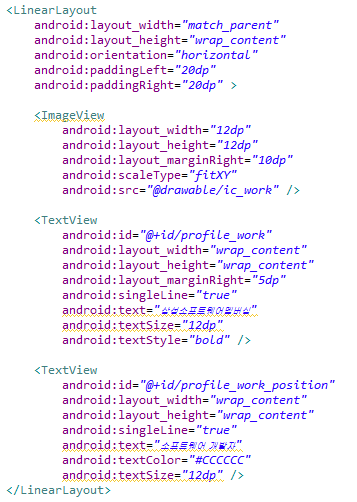 <LinearLayout
android:layout_width="match_parent"
android:layout_height="wrap_content"
android:orientation="horizontal"
android:paddingLeft="20dp"
android:paddingRight="20dp" >
<ImageView
android:layout_width="12dp"
android:layout_height="12dp"
android:layout_marginRight="10dp"
android:scaleType="fitXY"
android:src="@drawable/ic_work" />
<TextView
android:id="@+id/profile_work"
android:layout_width="wrap_content"
android:layout_height="wrap_content"
android:layout_marginRight="5dp"
android:singleLine="true"
android:text="삼성소프트웨어멤버십"
android:textSize="12dp"
android:textStyle="bold" />
<TextView
android:id="@+id/profile_work_position"
android:layout_width="wrap_content"
android:layout_height="wrap_content"
android:singleLine="true"
android:text="소프트웨어 개발자"
android:textColor="#CCCCCC"
android:textSize="12dp" />
</LinearLayout>